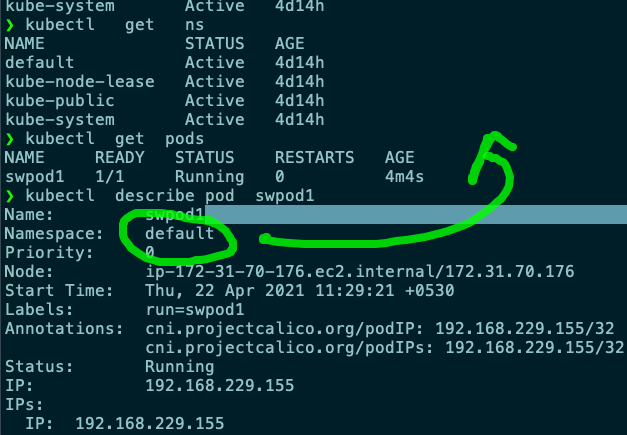 kube-system Active 4d14h
❯ kubectl get ns
NAME STATUS AGE
default Active 4d14h
kube-node-lease Active 4d14h
kube-public Active 4d14h
kube-system Active 4d14h
❯ kubectl get pods
NAME READY STATUS RESTARTS AGE
swpod1 1/1 Running 0 4m4s
❯ kubectl describe pod swpod1
Name: swpod1
Namespace: default
Priority: 0
Node: ip-172-31-70-176.ec2.internal/172.31.70.176
Start Time: Thu, 22 Apr 2021 11:29:21 +0530
Labels: run=swpod1
Annotations: cni.projectcalico.org/podIP: 192.168.229.155/32
cni.projectcalico.org/podIPs: 192.168.229.155/32
Status: Running
IP: 192.168.229.155
IPs:
IP: 192.168.229.155